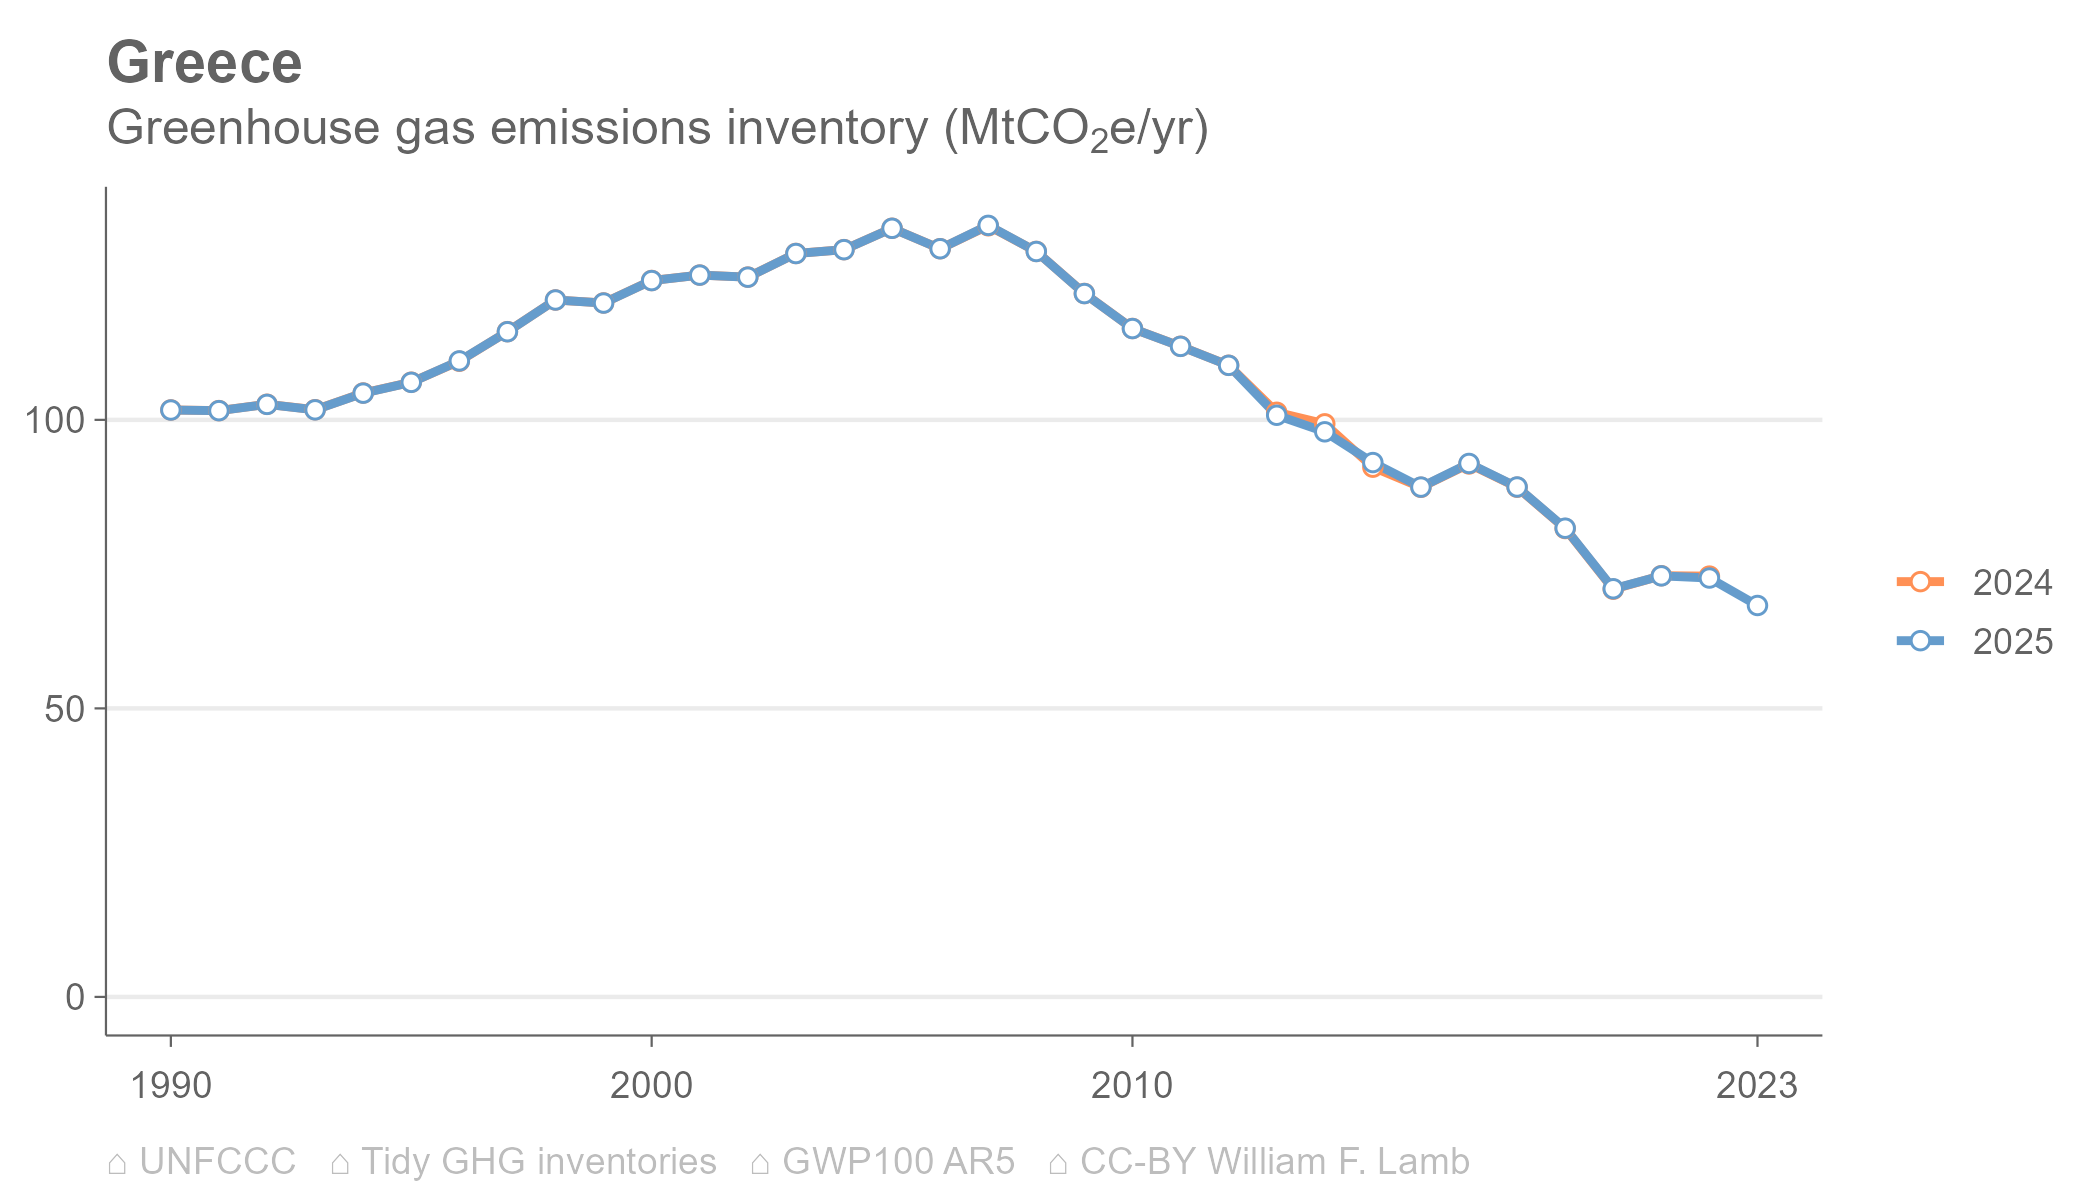 Greece
Greenhouse gas emissions inventory (MtCO₂e/yr)
100
50
0
1990 2000 2010 2023
2024
2025
⌂ UNFCCC ⌂ Tidy GHG inventories ⌂ GWP100 AR5 ⌂ CC-BY William F. Lamb